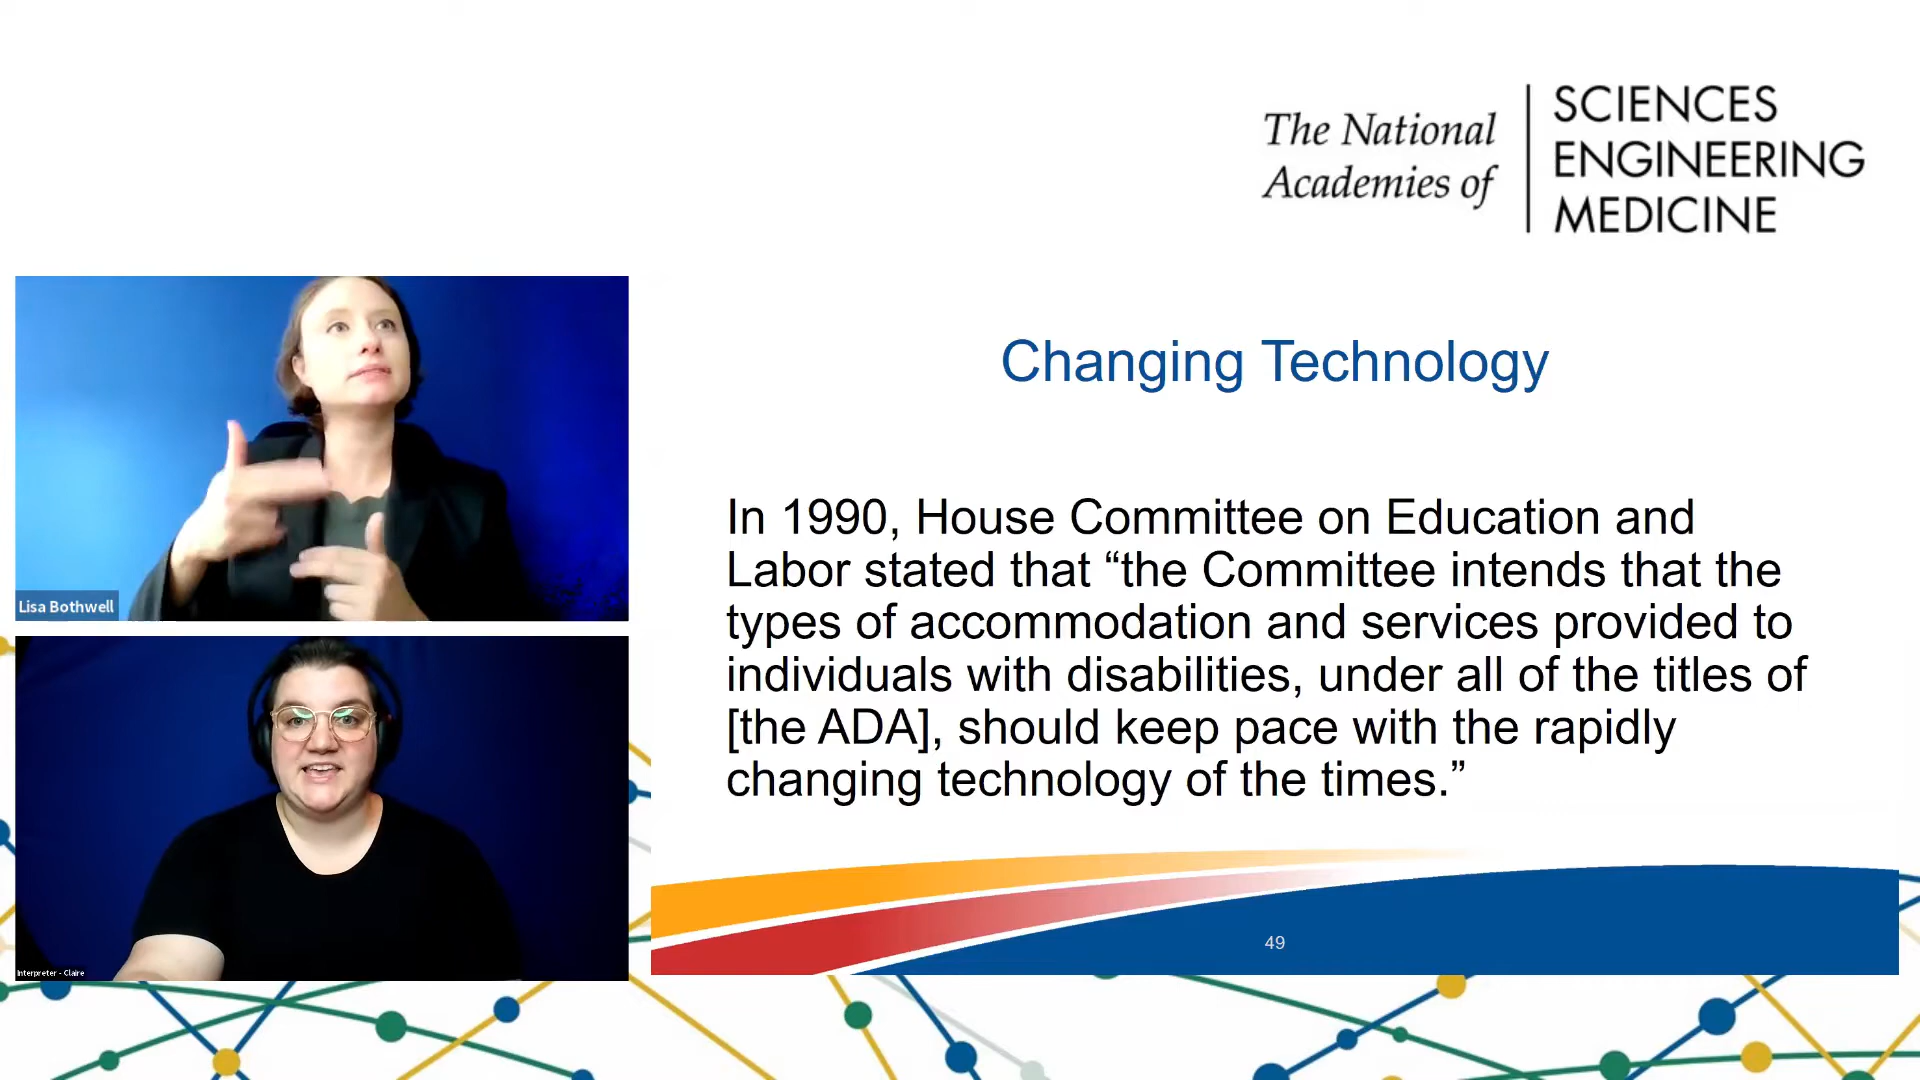 The National
Academies of
SCIENCES
ENGINEERING
MEDICINE
Lisa Bothwell
Interpreter - Claire
Changing Technology
In 1990, House Committee on Education and
Labor stated that “the Committee intends that the
types of accommodation and services provided to
individuals with disabilities, under all of the titles of
[the ADA], should keep pace with the rapidly
changing technology of the times.”
49